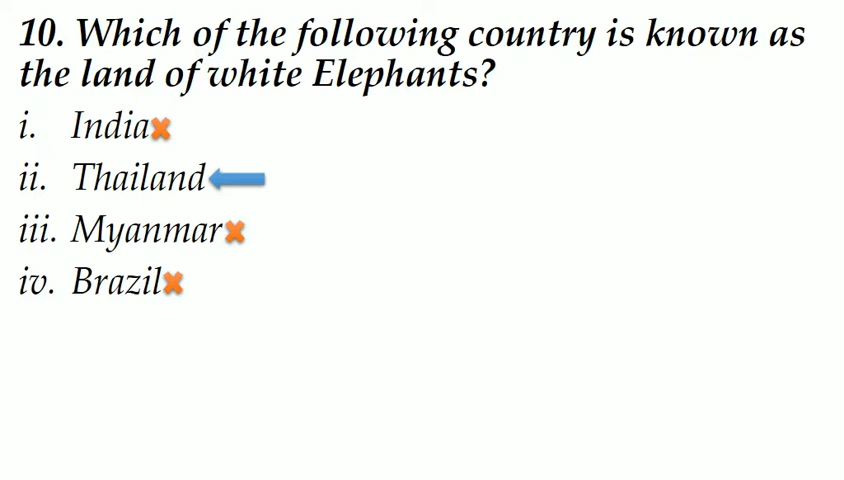 10. Which of the following country is known as
the land of white Elephants?
i. India
ii. Thailand
iii. Myanmar
iv. Brazil